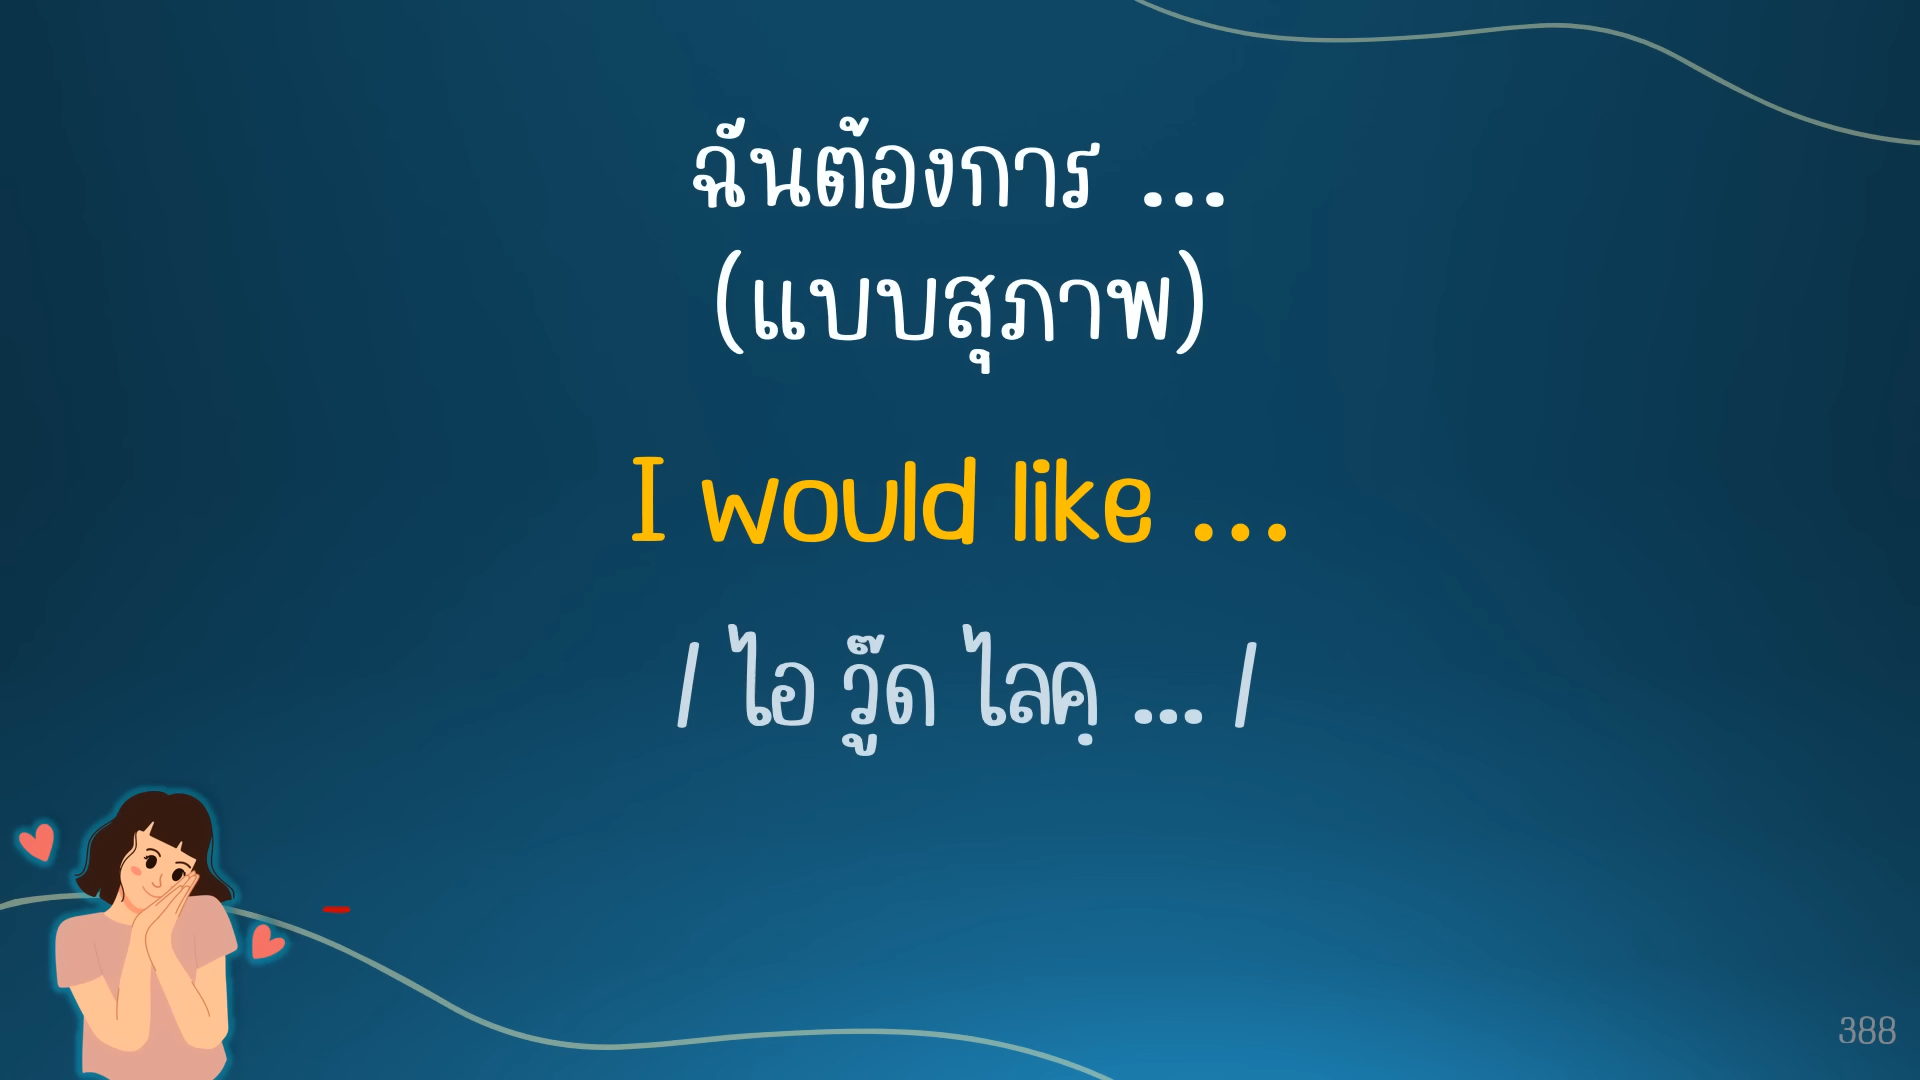 ฉันต้องการ ...
(แบบสุภาพ)
I would like ...
/ ไอ วู๊ด ไลคฺ ... /
388